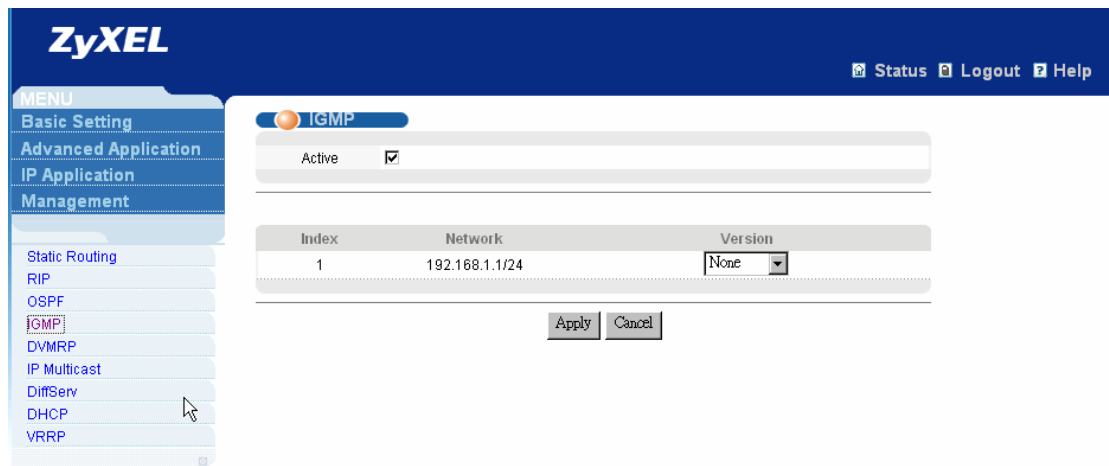 ZyXEL
Status Logout Help
MENU
Basic Setting
Advanced Application
IP Application
Management
Static Routing
RIP
OSPF
IGMP
DVMRP
IP Multicast
DiffServ
DHCP
VRRP
IGMP
Active
Index Network Version
1 192.168.1.1/24 None
Apply Cancel